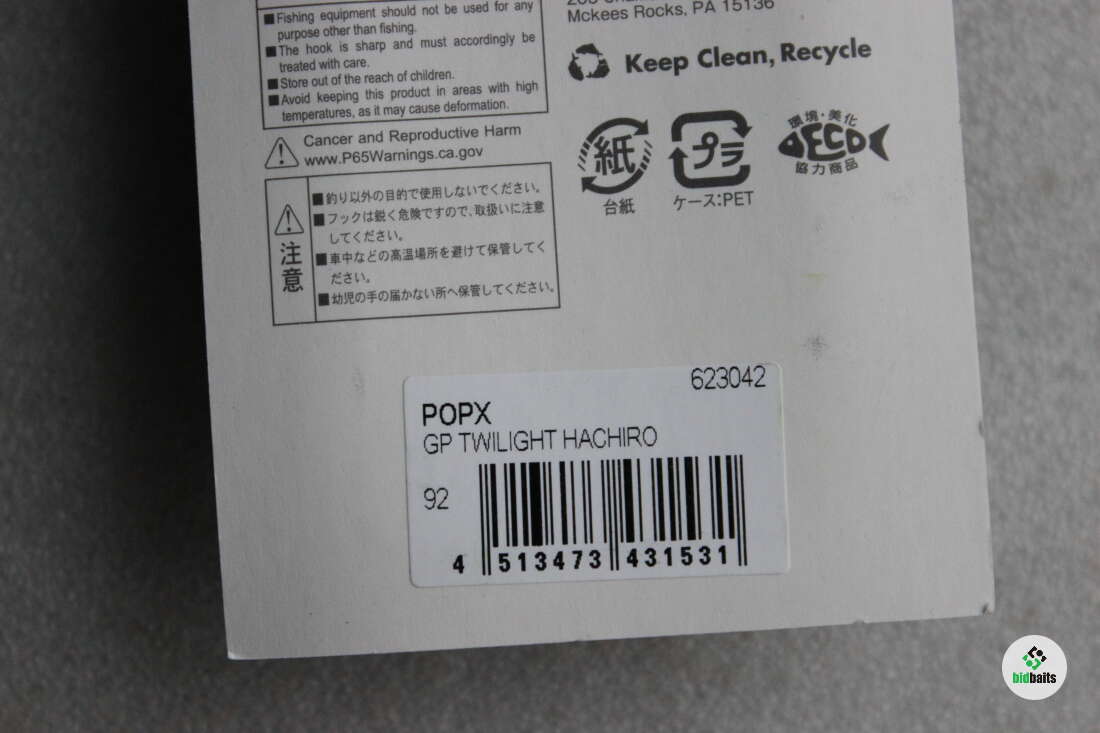 ■Fishing equipment should not be used for any
purpose other than fishing.
■The hook is sharp and must accordingly be
treated with care.
■Store out of the reach of children.
■Avoid keeping this product in areas with high
temperatures, as it may cause deformation.
Cancer and Reproductive Harm
www.P65Warnings.ca.gov
注意
■釣り以外の目的で使用しないでください。
■フックは鋭く危険ですので、取扱いに注意
してください。
■車中などの高温場所を避けて保管してく
ださい。
■幼児の手の届かない所へ保管してください。
Mckees Rocks, PA 15136
Keep Clean, Recycle
紙
台紙
プラ
ケース:PET
環境・美化
ECO
協力商品
623042
POPX
GP TWILIGHT HACHIRO
92
4 513473 431531
bidbaits